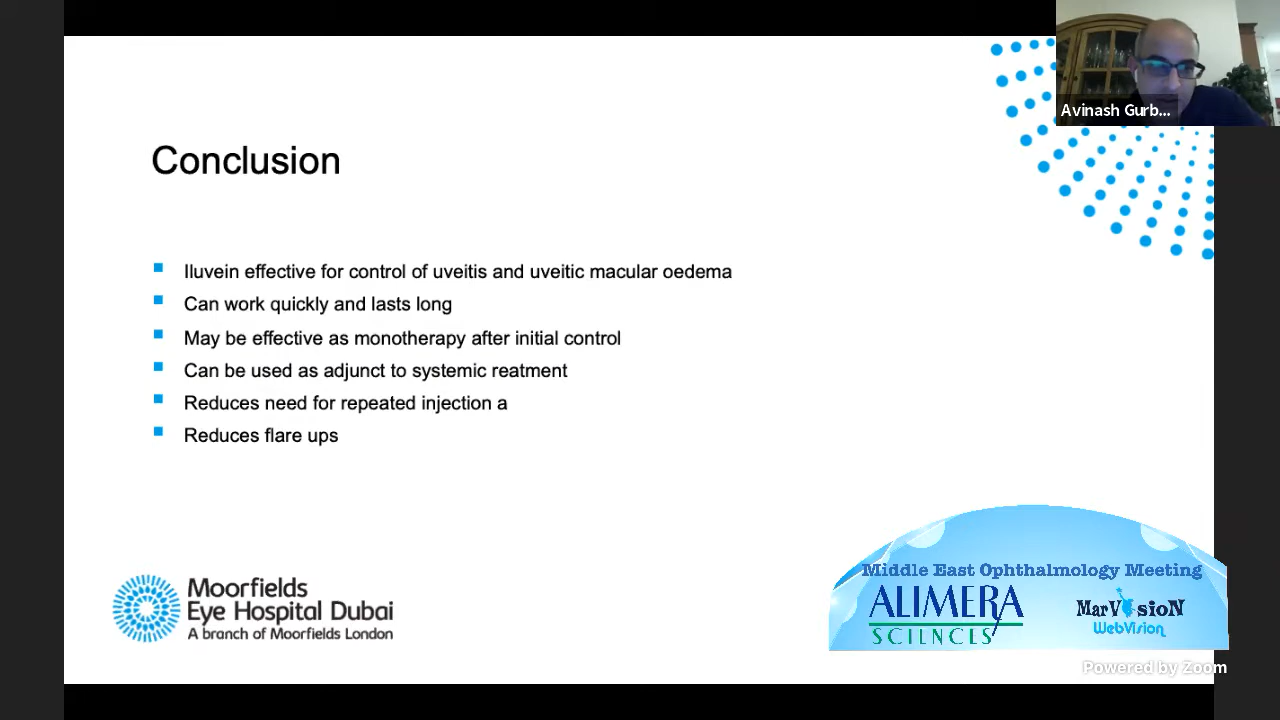 Avinash Gurb...
Conclusion
Iluvein effective for control of uveitis and uveitic macular oedema
Can work quickly and lasts long
May be effective as monotherapy after initial control
Can be used as adjunct to systemic reatment
Reduces need for repeated injection a
Reduces flare ups
Moorfields
Eye Hospital Dubai
A branch of Moorfields London
Middle East Ophthalmology Meeting
ALIMERA
SCIENCES
MarVisioN
WebVision
Powered by Zoom